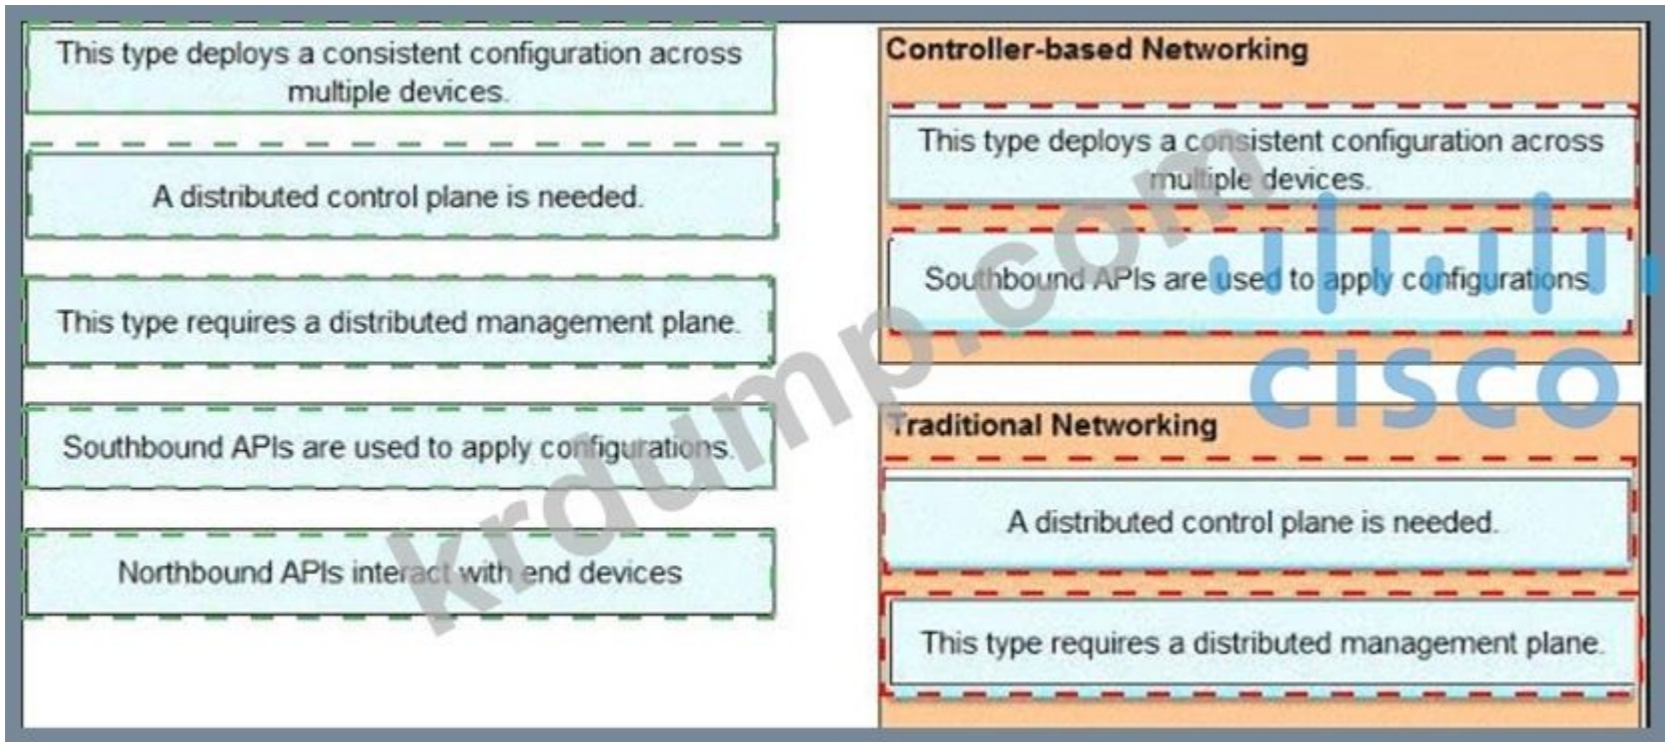 This type deploys a consistent configuration across
multiple devices.
A distributed control plane is needed.
This type requires a distributed management plane.
Southbound APIs are used to apply configurations.
Northbound APIs interact with end devices
Controller-based Networking
This type deploys a consistent configuration across
multiple devices.
Southbound APIs are used to apply configurations
Traditional Networking
A distributed control plane is needed.
This type requires a distributed management plane.
krdump.com
CISCO